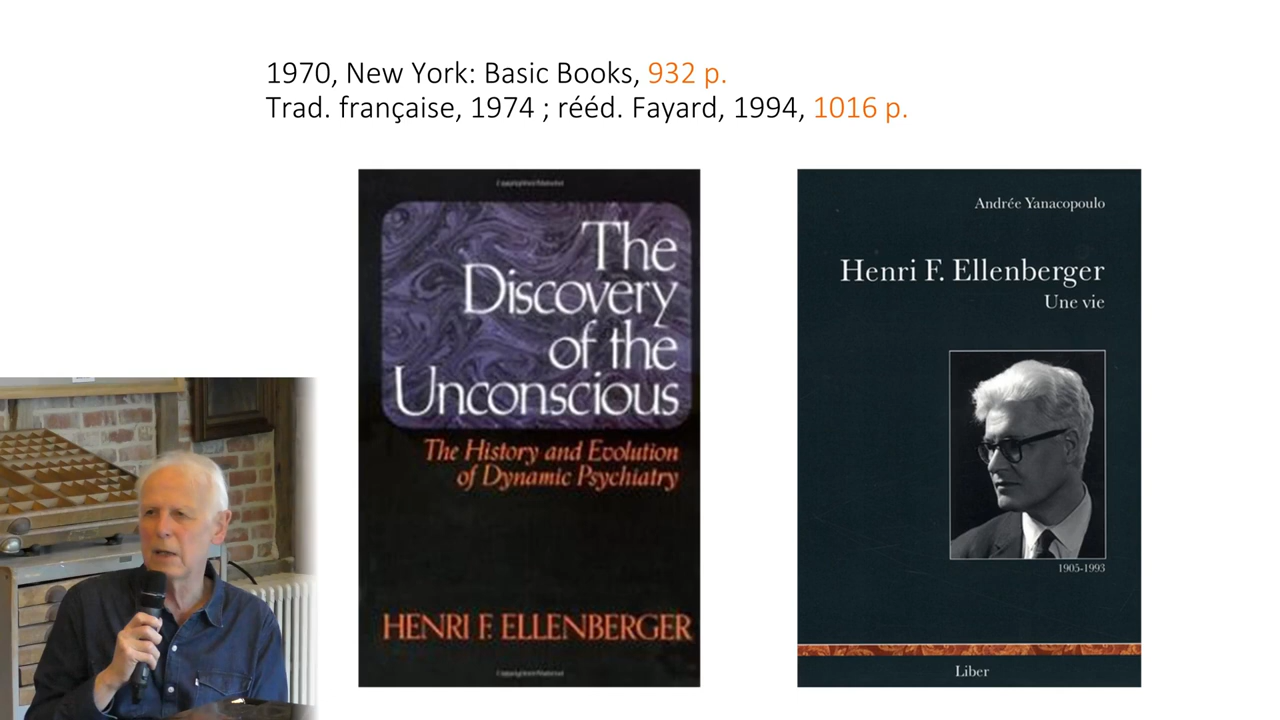 1970, New York: Basic Books, 932 p.
Trad. française, 1974 ; rééd. Fayard, 1994, 1016 p.
The
Discovery
of the
Unconscious
The History and Evolution
of Dynamic Psychiatry
HENRI F. ELLENBERGER
Andrée Yanacopoulo
Henri F. Ellenberger
Une vie
1905-1993
Liber